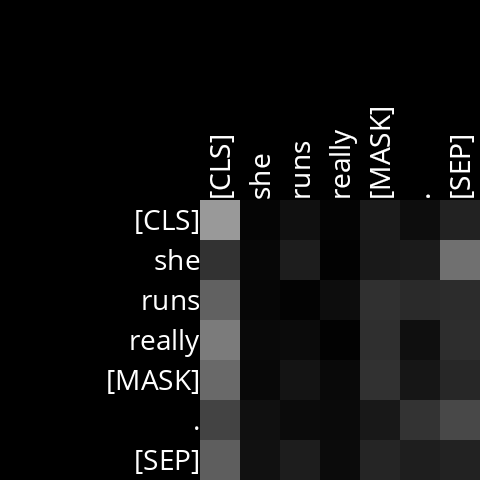 [CLS] she runs really [MASK] . [SEP]
[CLS]
she
runs
really
[MASK]
.
[SEP]